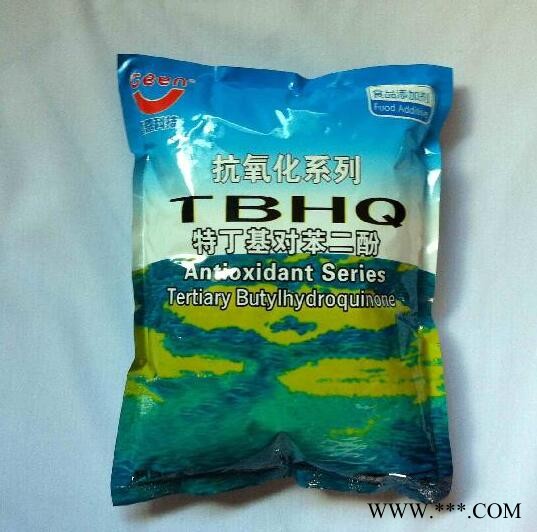 食品添加剂
Food Additive
抗氧化系列
TBHQ
特丁基对苯二酚
Antioxidant Series
Tertiary Butylhydroquinone
WWW.***.COM